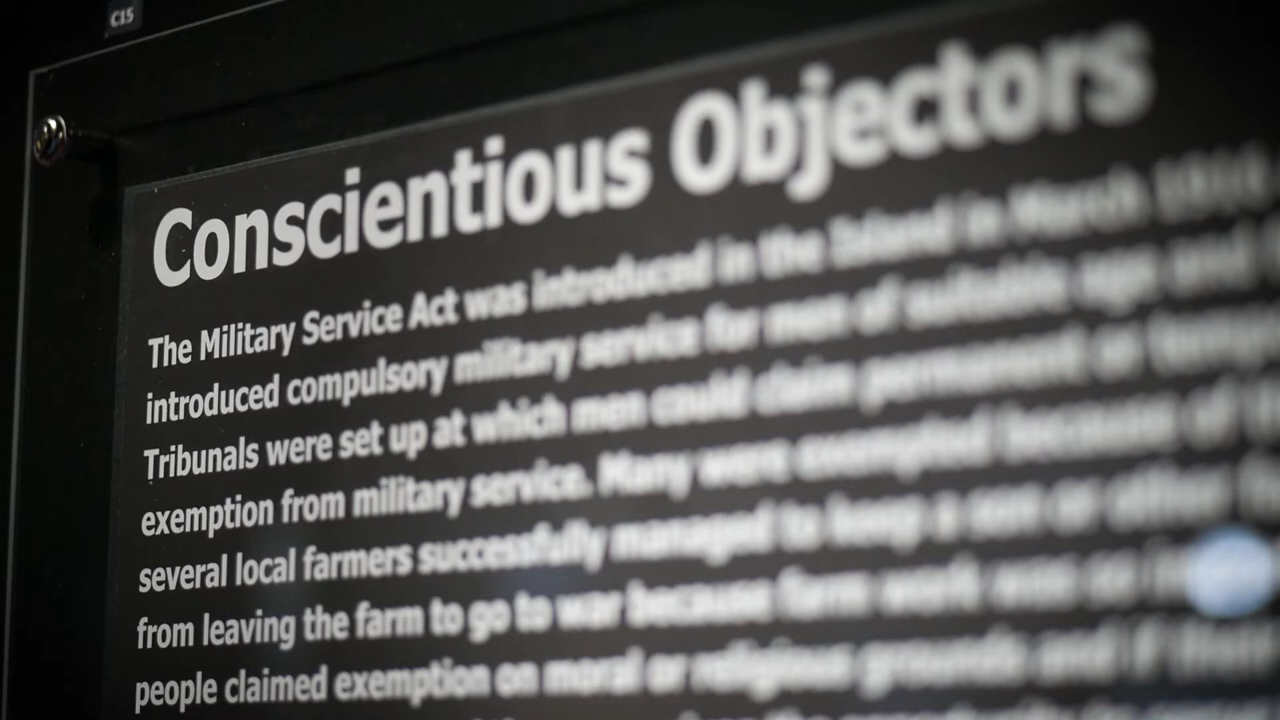 C15
Conscientious Objectors
The Military Service Act was introduced in the Island in March
introduced compulsory military service for men of suitable age and
Tribunals were set up at which men could claim permanent or
exemption from military service. Many were exempted because of
several local farmers successfully managed to keep a son or other
from leaving the farm to go to war because farm work was
people claimed exemption on moral or religious grounds and if